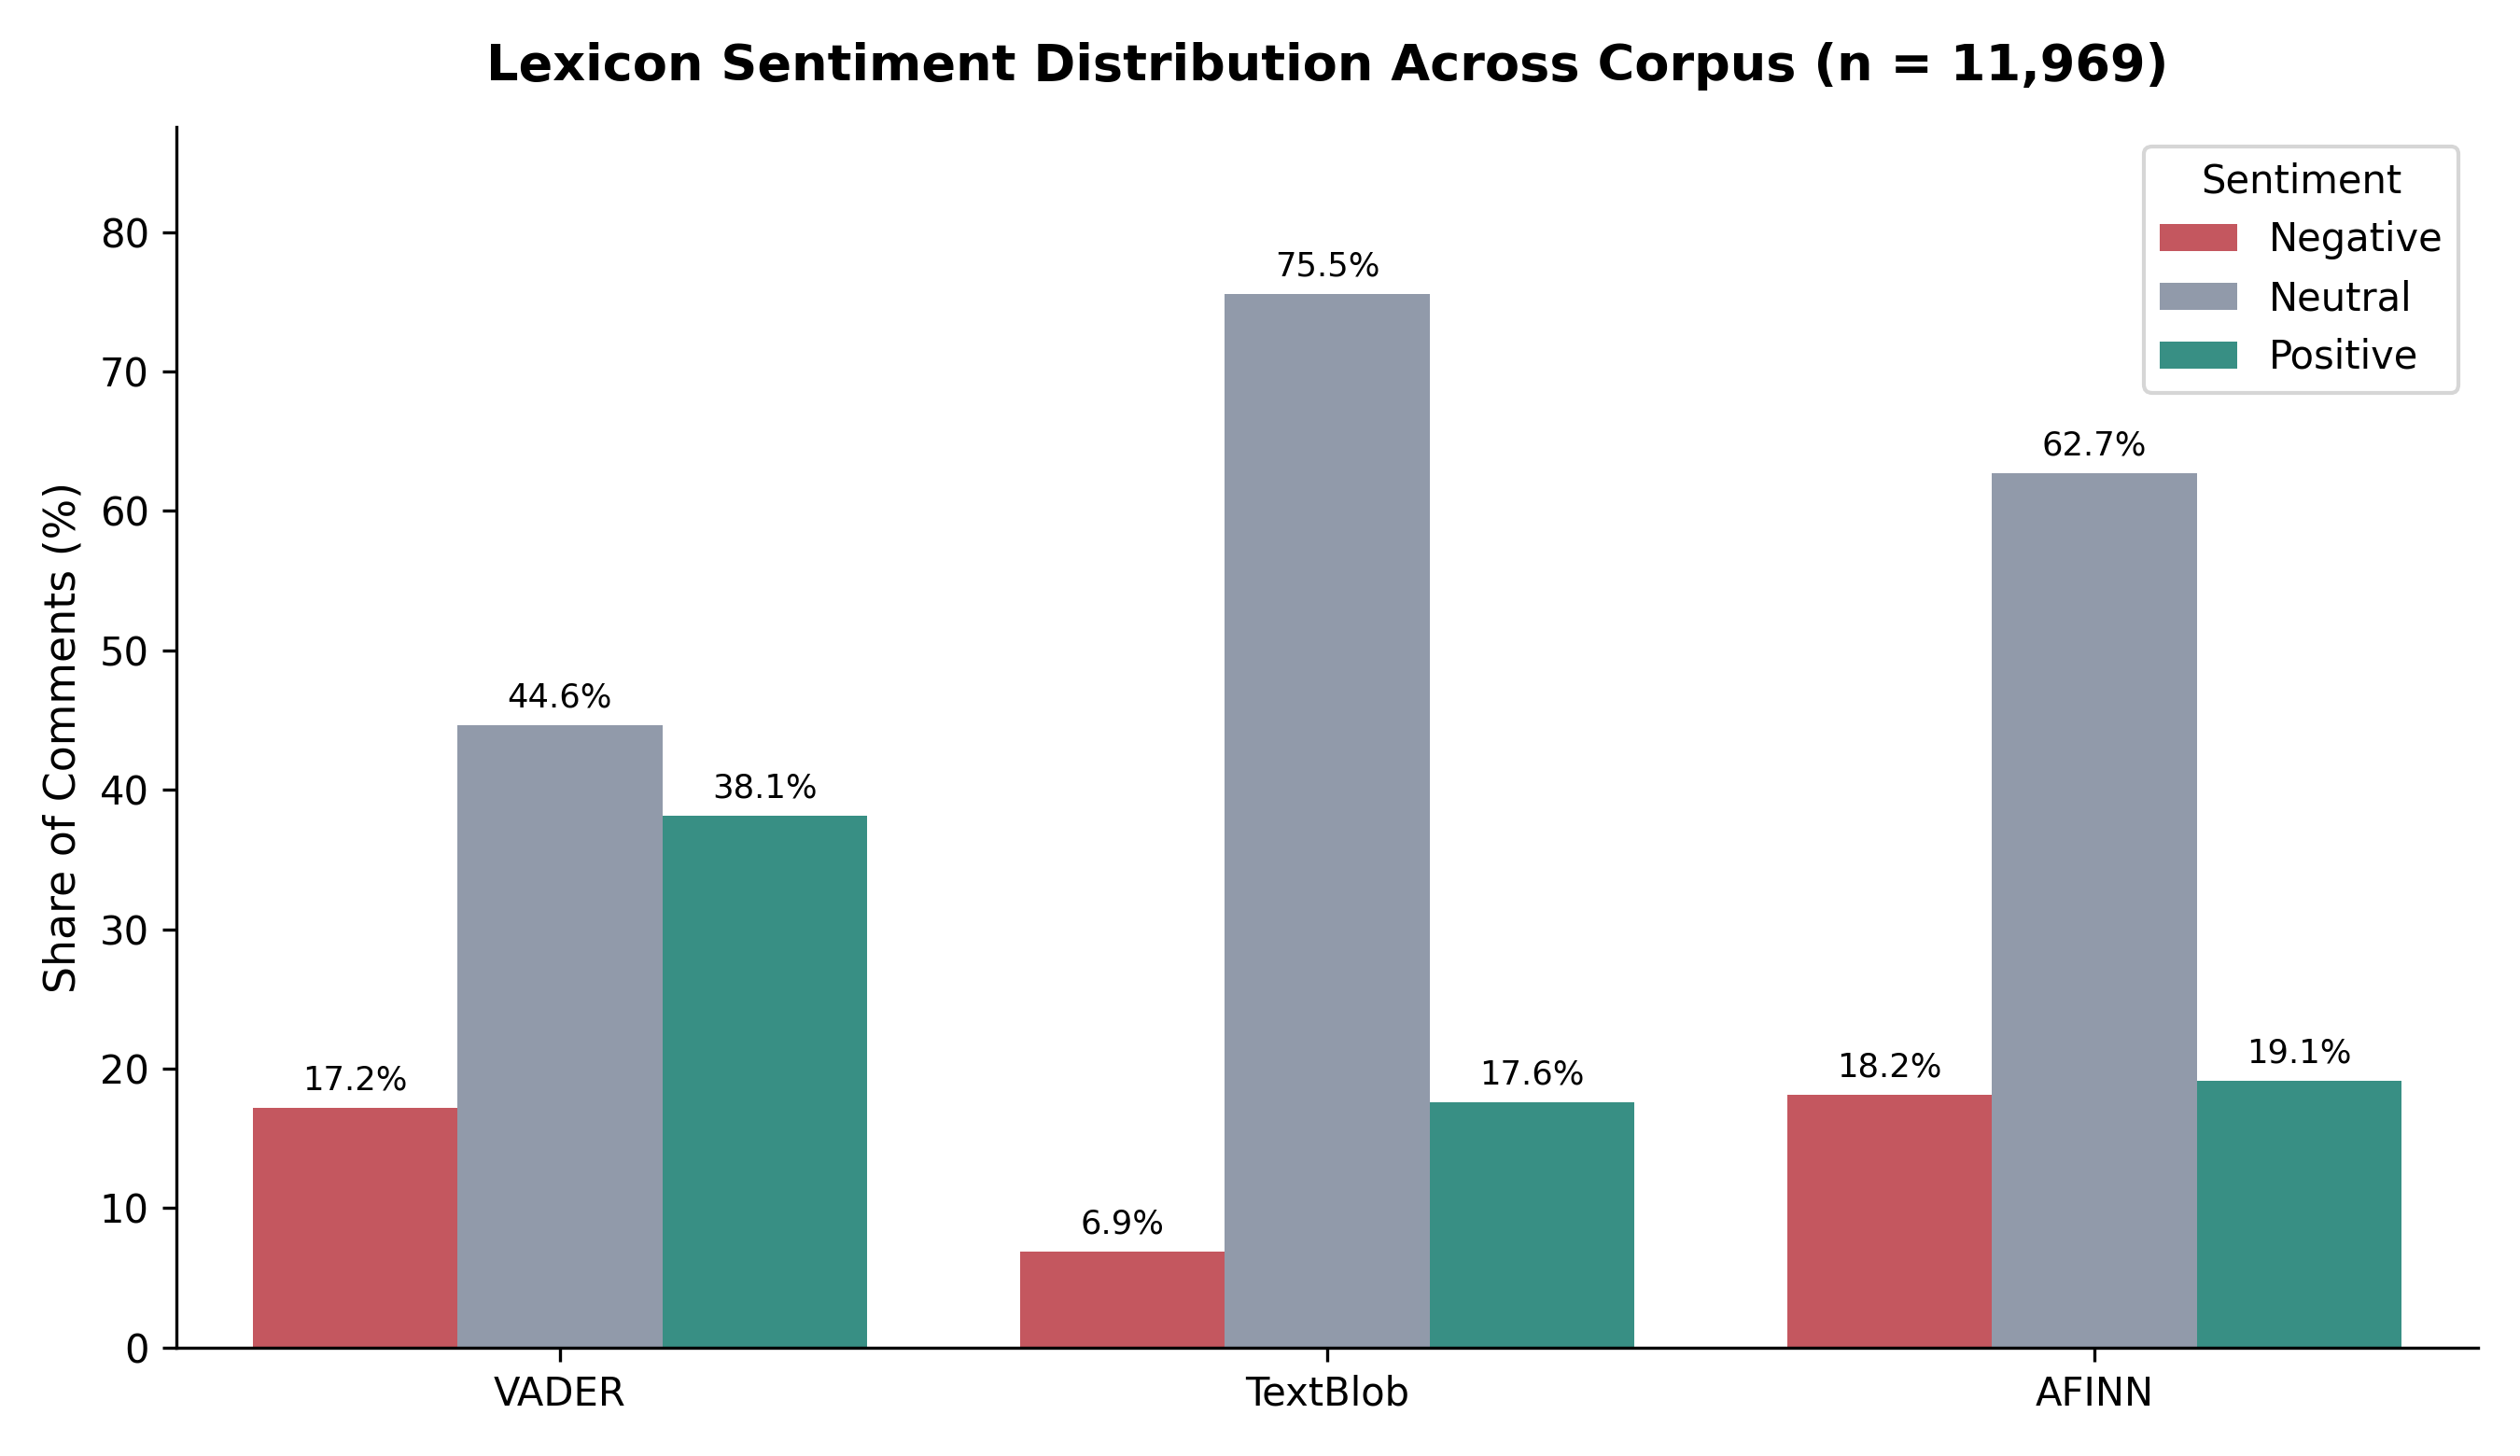 Lexicon Sentiment Distribution Across Corpus (n = 11,969)
Sentiment
Negative
Neutral
Positive
Share of Comments (%)
80
70
60
50
40
30
20
10
0
17.2%
44.6%
38.1%
6.9%
75.5%
17.6%
18.2%
62.7%
19.1%
VADER
TextBlob
AFINN